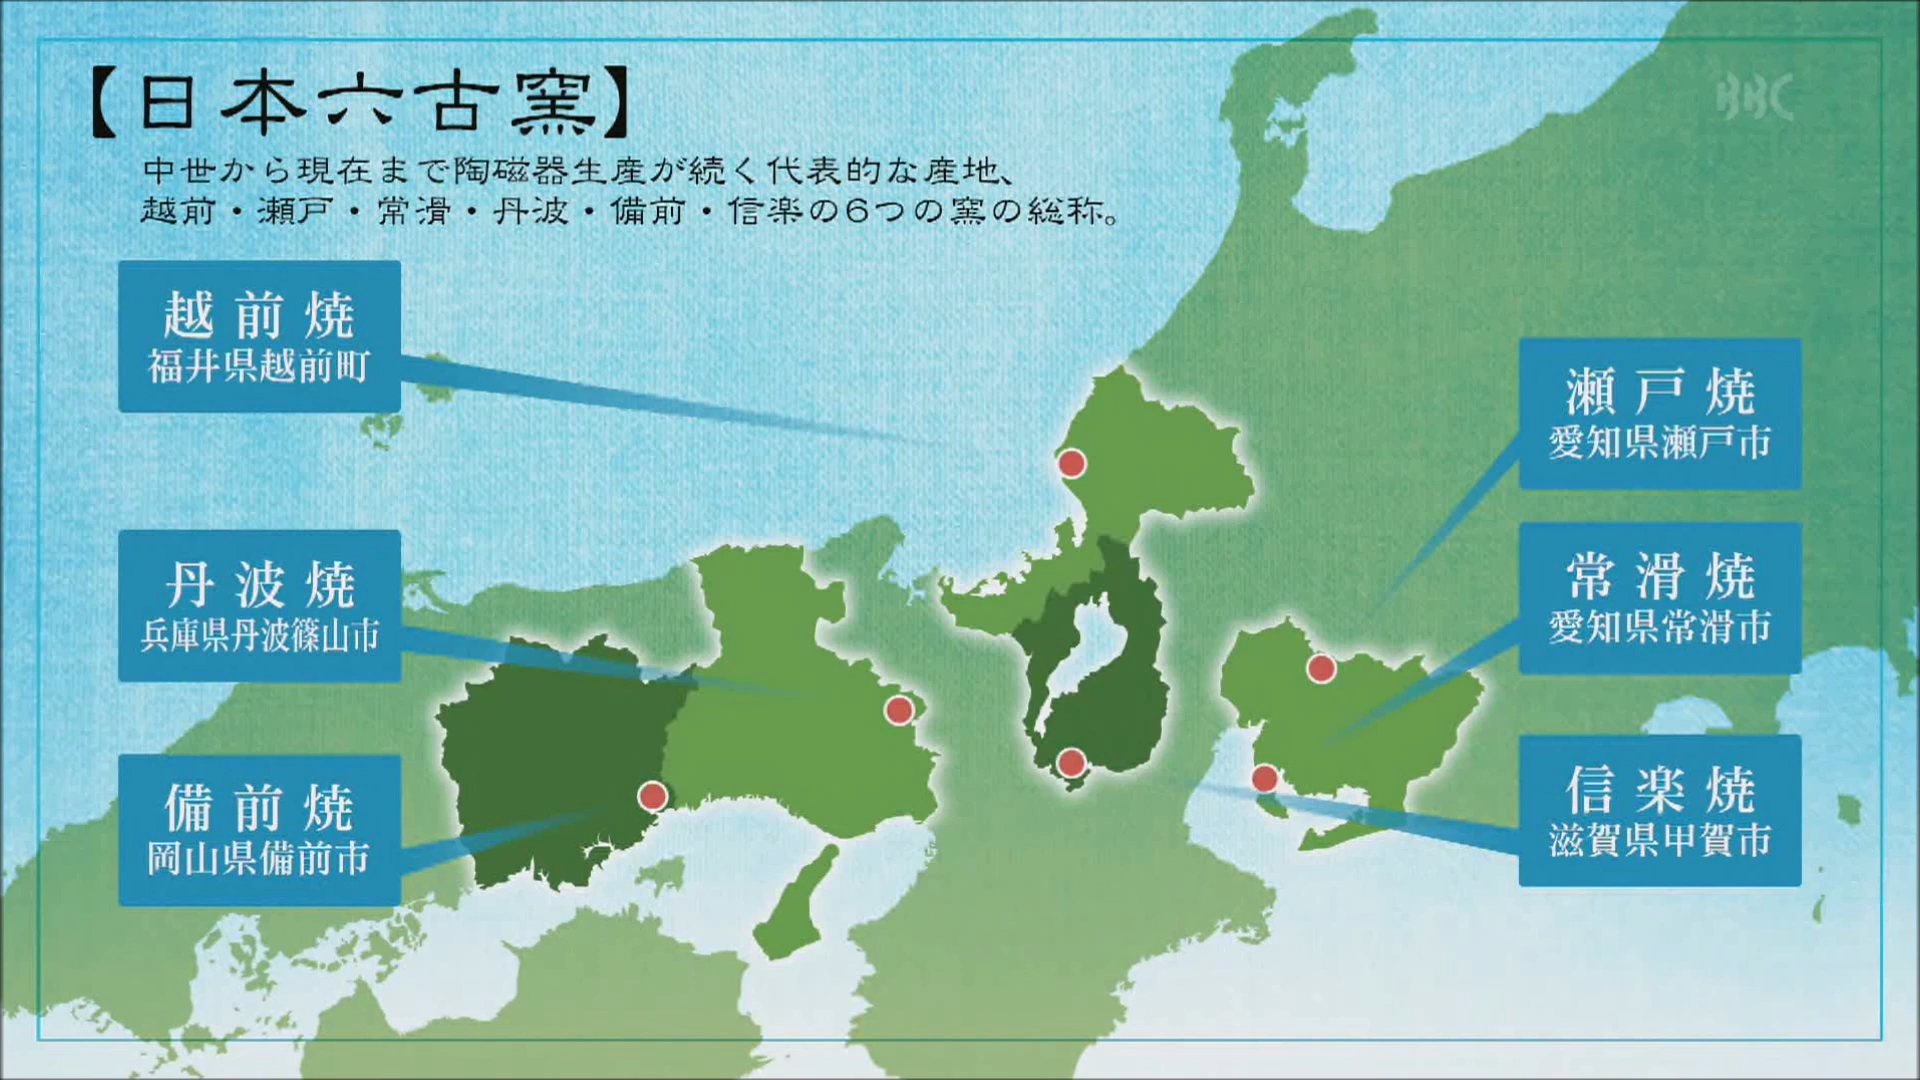 【日本六古窯】
中世から現在まで陶磁器生産が続く代表的な産地、
越前・瀬戸・常滑・丹波・備前・信楽の6つの窯の総称。
越前焼
福井県越前町
丹波焼
兵庫県丹波篠山市
備前焼
岡山県備前市
瀬戸焼
愛知県瀬戸市
常滑焼
愛知県常滑市
信楽焼
滋賀県甲賀市
BBC